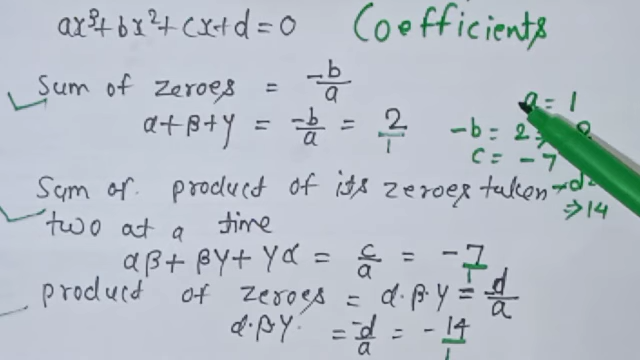 ax³+bx²+cx+d=0 Coefficients
Sum of zeroes = -b/a
α+β+γ = -b/a = 2/1
a = 1
-b = 2
c = -7
Sum of product of its zeroes taken
⇒14
two at a time
αβ+βγ+γα = c/a = -7/1
product of zeroes = α·β·γ = d/a
α·β·γ = -d/a = -14/1